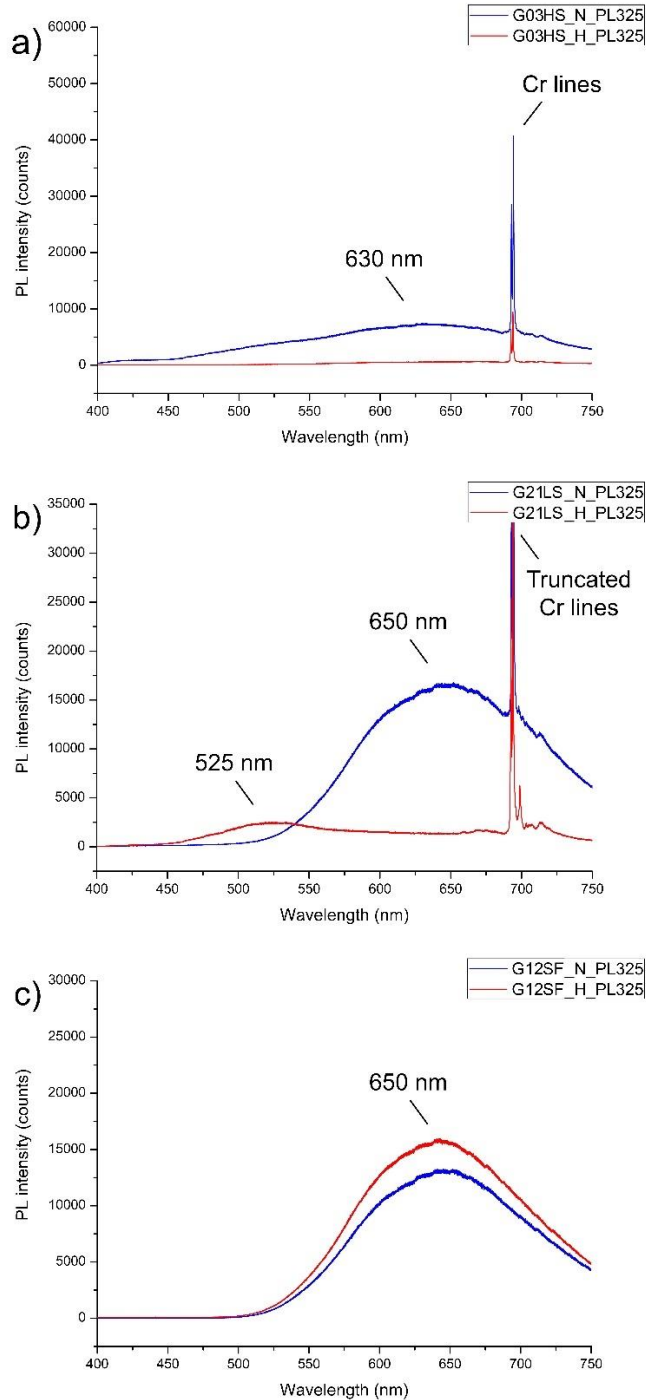 a)
G03HS_N_PL325
G03HS_H_PL325
Cr lines
630 nm
PL intensity (counts)
60000
50000
40000
30000
20000
10000
0
400 450 500 550 600 650 700 750
Wavelength (nm)
b)
G21LS_N_PL325
G21LS_H_PL325
Truncated
Cr lines
650 nm
525 nm
PL intensity (counts)
35000
30000
25000
20000
15000
10000
5000
0
400 450 500 550 600 650 700 750
Wavelength (nm)
c)
G12SF_N_PL325
G12SF_H_PL325
650 nm
PL intensity (counts)
30000
25000
20000
15000
10000
5000
0
400 450 500 550 600 650 700 750
Wavelength (nm)